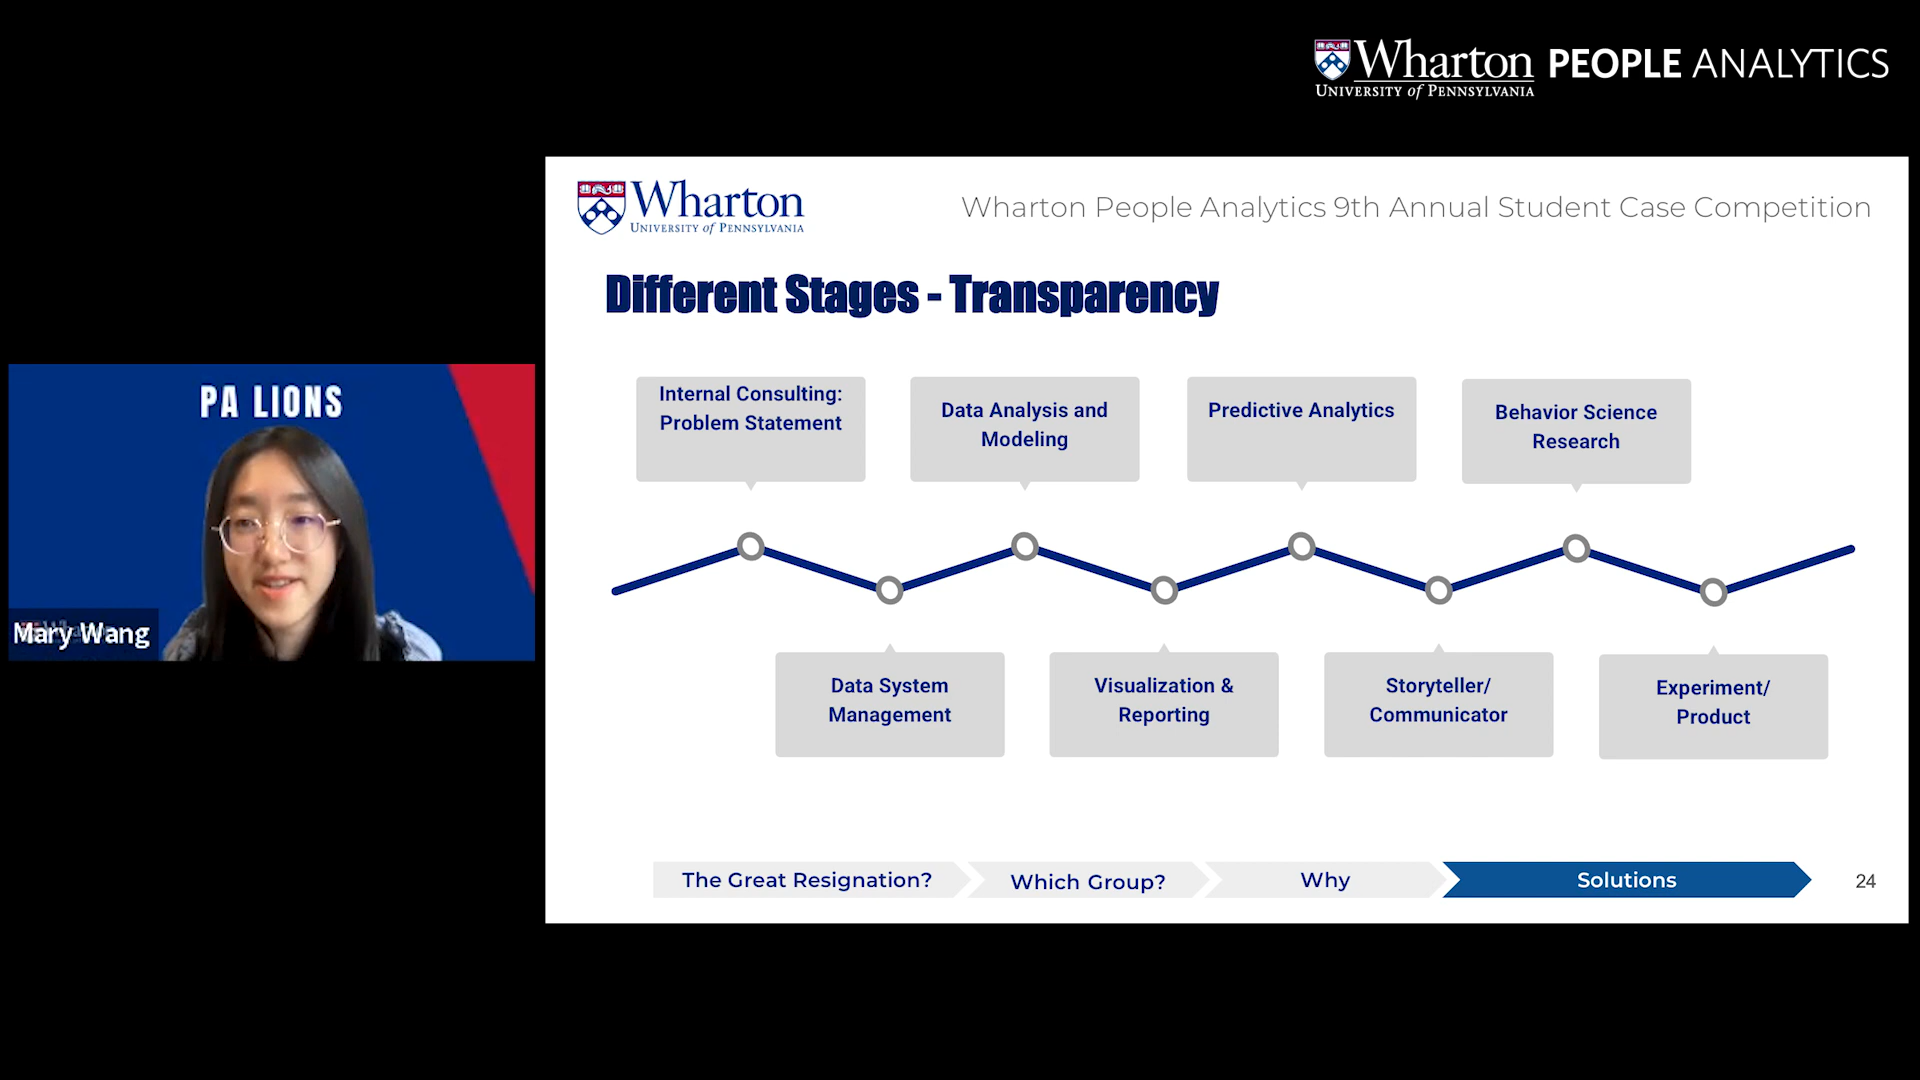 Wharton PEOPLE ANALYTICS
UNIVERSITY of PENNSYLVANIA
Wharton
UNIVERSITY of PENNSYLVANIA
Wharton People Analytics 9th Annual Student Case Competition
Different Stages - Transparency
Internal Consulting:
Problem Statement
Data Analysis and
Modeling
Predictive Analytics
Behavior Science
Research
PA LIONS
Mary Wang
Data System
Management
Visualization &
Reporting
Storyteller/
Communicator
Experiment/
Product
The Great Resignation?
Which Group?
Why
Solutions
24